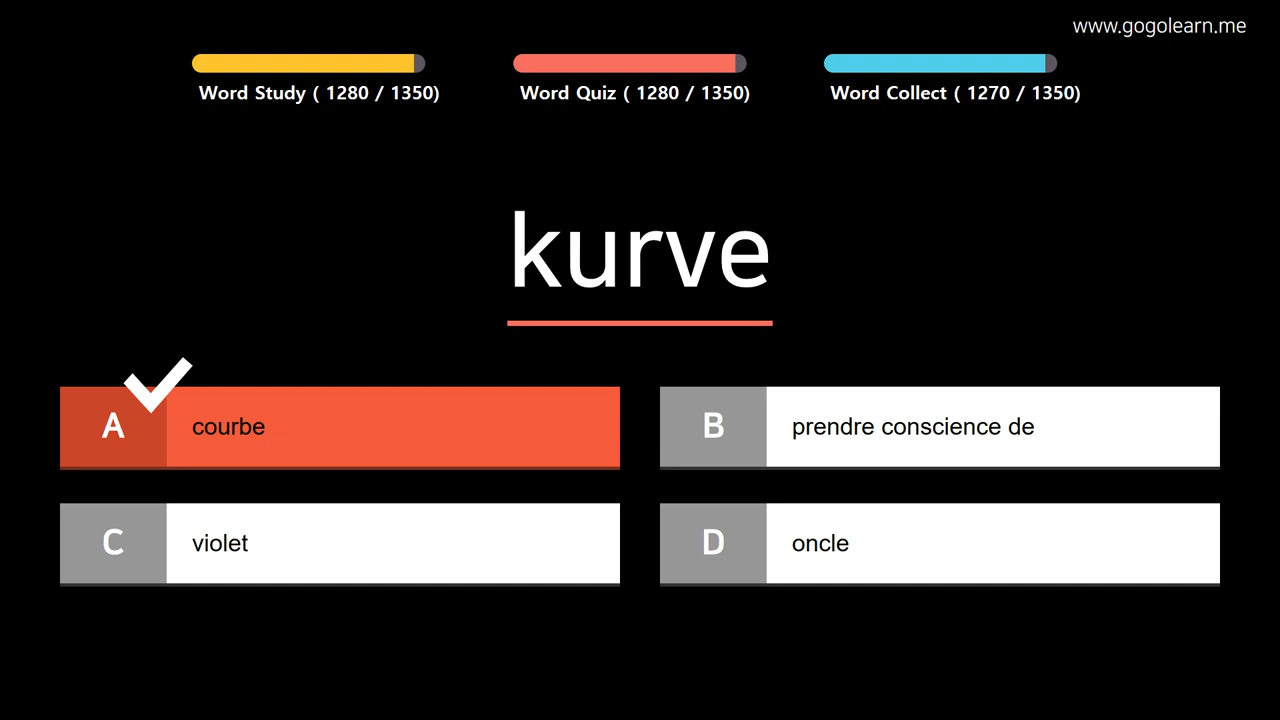 www.gogolearn.me
Word Study ( 1280 / 1350)
Word Quiz ( 1280 / 1350)
Word Collect ( 1270 / 1350)
kurve
A courbe
B prendre conscience de
C violet
D oncle